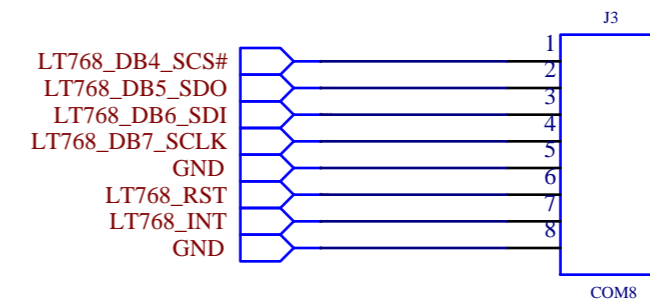 J3
LT768_DB4_SCS# 1
LT768_DB5_SDO 2
LT768_DB6_SDI 3
LT768_DB7_SCLK 4
GND 5
LT768_RST 6
LT768_INT 7
GND 8
COM8